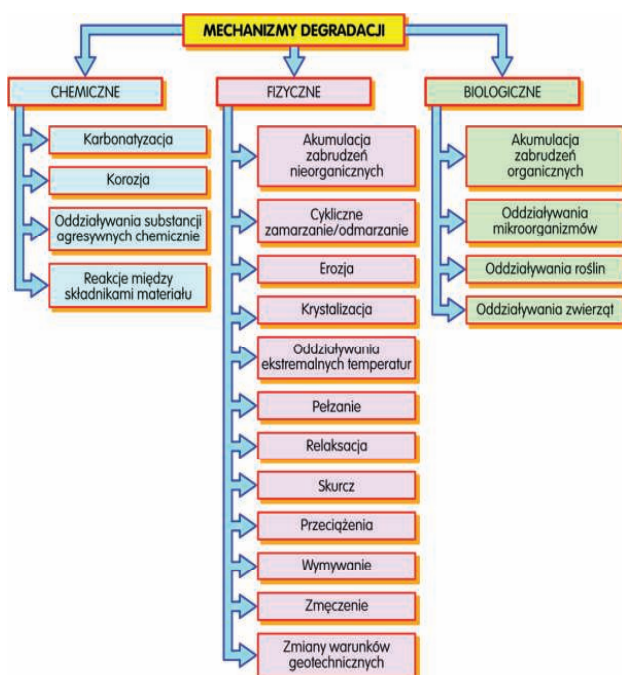 MECHANIZMY DEGRADACJI
CHEMICZNE
Karbonatyzacja
Korozja
Oddziaływania substancji
agresywnych chemicznie
Reakcje między
składnikami materiału
FIZYCZNE
Akumulacja
zabrudzeń
nieorganicznych
Cykliczne
zamarzanie/odmarzanie
Erozja
Krystalizacja
Oddziaływania
ekstremalnych temperatur
Pełzanie
Relaksacja
Skurcz
Przeciążenia
Wymywanie
Zmęczenie
Zmiany warunków
geotechnicznych
BIOLOGICZNE
Akumulacja
zabrudzeń
organicznych
Oddziaływania
mikroorganizmów
Oddziaływania roślin
Oddziaływania zwierząt